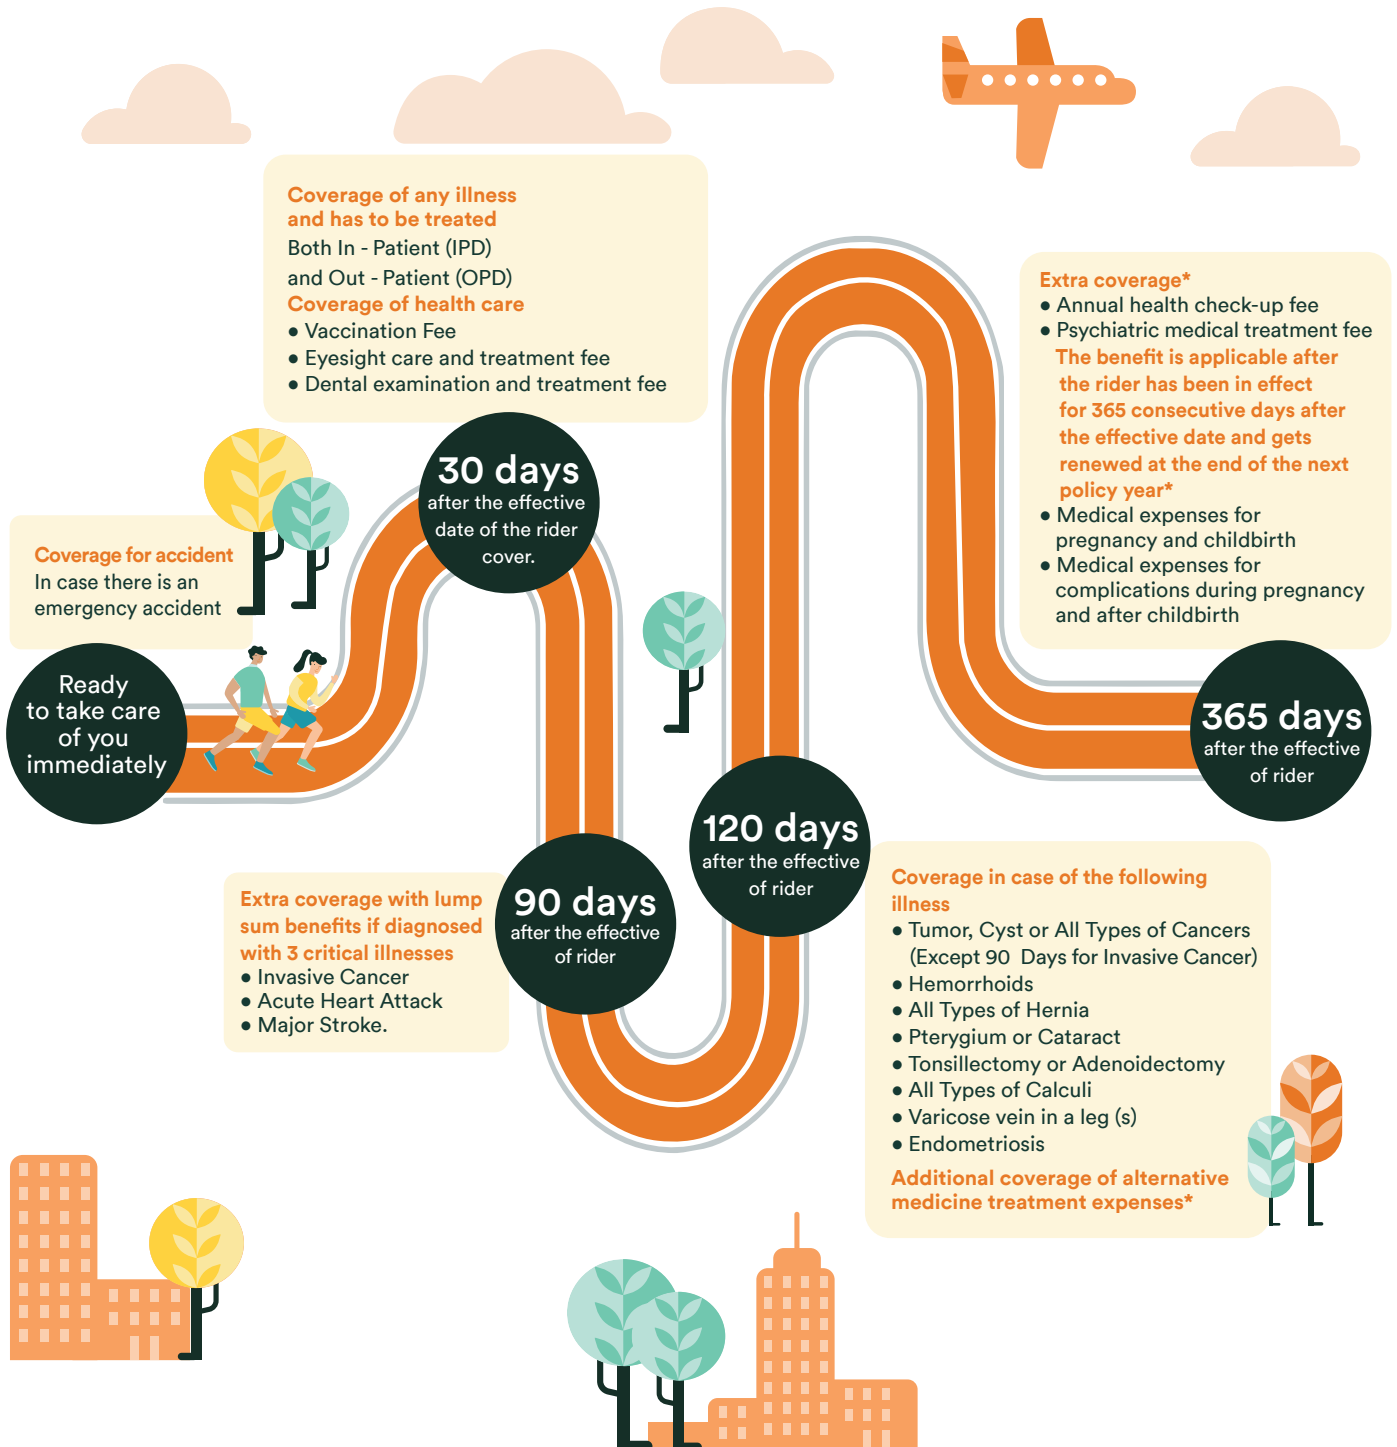 Coverage of any illness
and has to be treated
Both In - Patient (IPD)
and Out - Patient (OPD)
Coverage of health care
● Vaccination Fee
● Eyesight care and treatment fee
● Dental examination and treatment fee
30 days
after the effective
date of the rider
cover.
Coverage for accident
In case there is an
emergency accident
Ready
to take care
of you
immediately
Extra coverage with lump
sum benefits if diagnosed
with 3 critical illnesses
● Invasive Cancer
● Acute Heart Attack
● Major Stroke.
90 days
after the effective
of rider
120 days
after the effective
of rider
Coverage in case of the following
illness
● Tumor, Cyst or All Types of Cancers
(Except 90 Days for Invasive Cancer)
● Hemorrhoids
● All Types of Hernia
● Pterygium or Cataract
● Tonsillectomy or Adenoidectomy
● All Types of Calculi
● Varicose vein in a leg (s)
● Endometriosis
Additional coverage of alternative
medicine treatment expenses*
Extra coverage*
● Annual health check-up fee
● Psychiatric medical treatment fee
The benefit is applicable after
the rider has been in effect
for 365 consecutive days after
the effective date and gets
renewed at the end of the next
policy year*
● Medical expenses for
pregnancy and childbirth
● Medical expenses for
complications during pregnancy
and after childbirth
365 days
after the effective
of rider